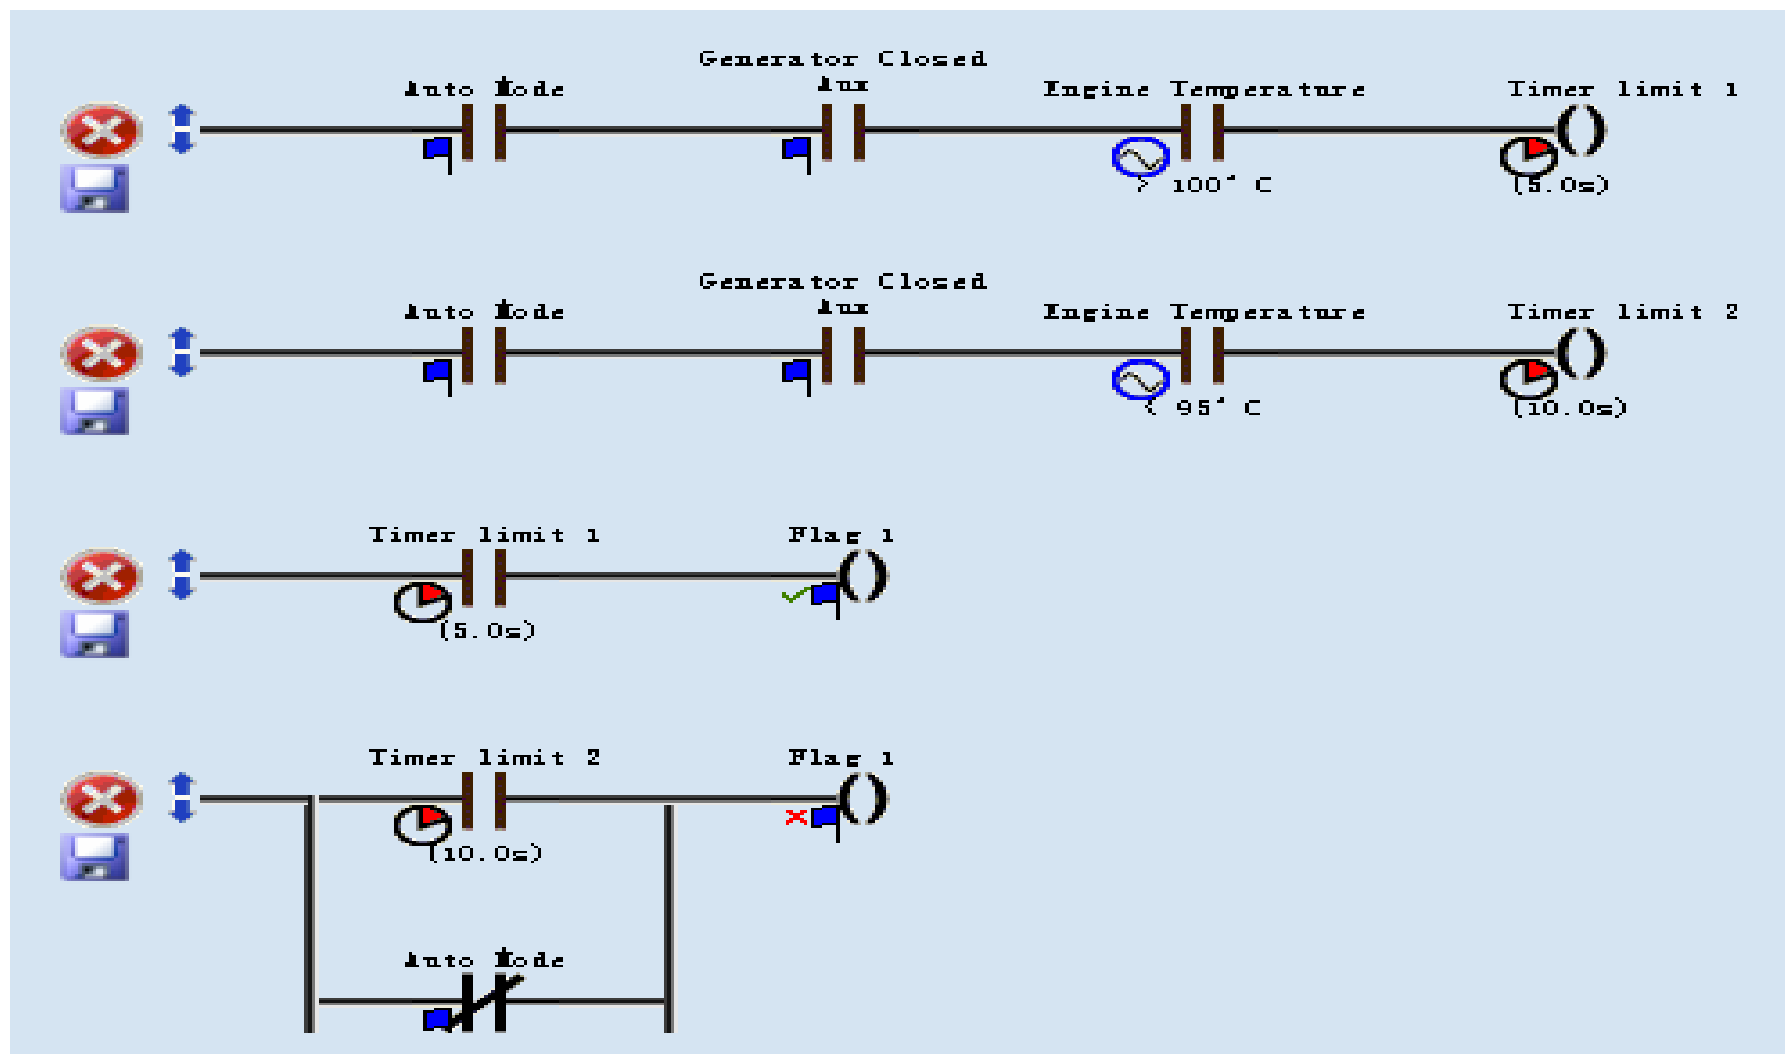 Generator Closed
Auto Mode Aux Engine Temperature Timer limit 1
> 100° C (5.0s)
Generator Closed
Auto Mode Aux Engine Temperature Timer limit 2
< 95° C (10.0s)
Timer limit 1 Flag 1
(5.0s)
Timer limit 2 Flag 1
(10.0s)
Auto Mode